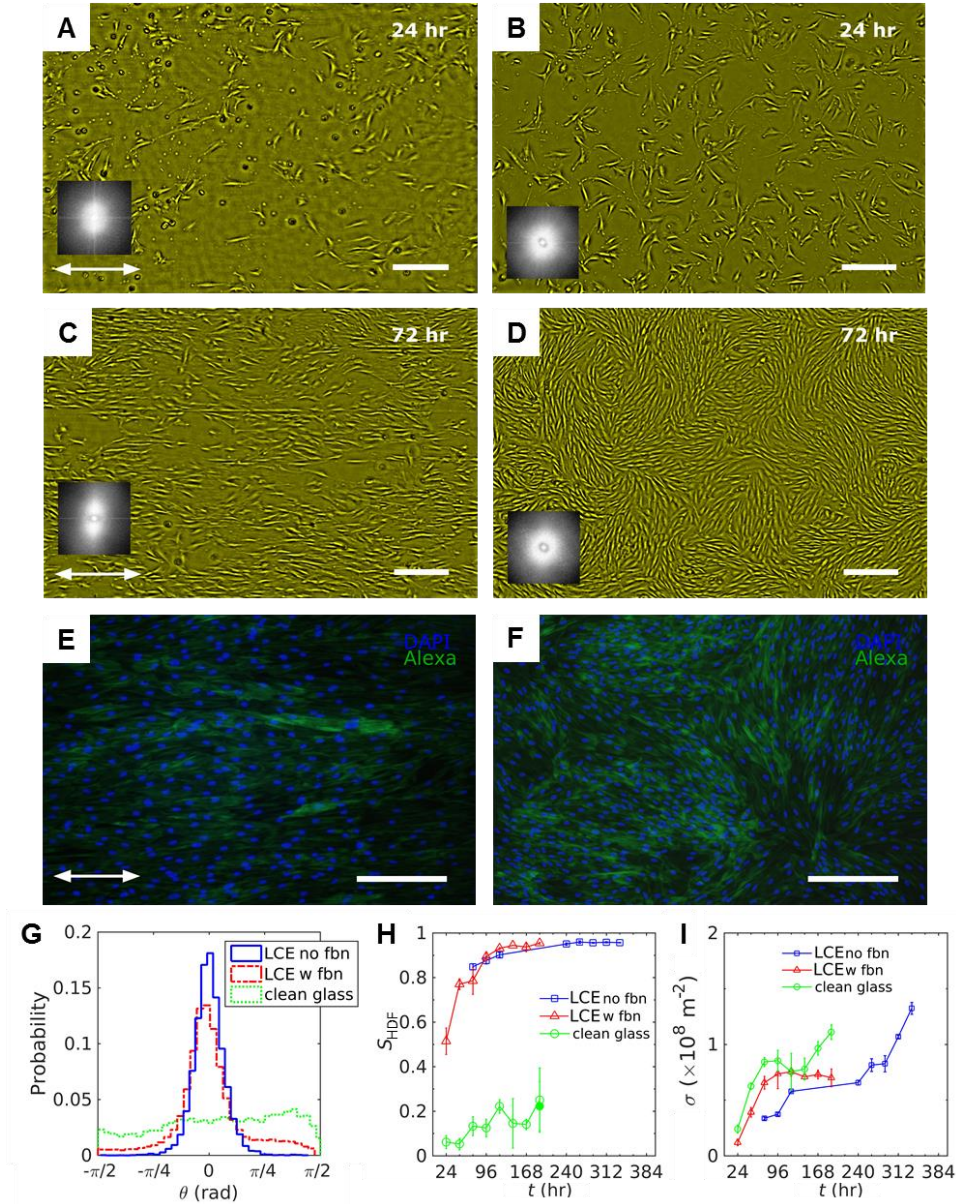 A
24 hr
B
24 hr
C
72 hr
D
72 hr
E
DAPI
Alexa
F
DAPI
Alexa
G
0.2
0.15
0.1
0.05
0
Probability
-π/2
-π/4
0
π/4
π/2
θ (rad)
LCE no fbn
LCE w fbn
clean glass
H
1
0.8
0.6
0.4
0.2
0
S_HDF
24
96
168
240
312
384
t (hr)
LCE no fbn
LCE w fbn
clean glass
I
2
1
0
σ (×10⁸ m⁻²)
24
96
168
240
312
384
t (hr)
LCE no fbn
LCE w fbn
clean glass